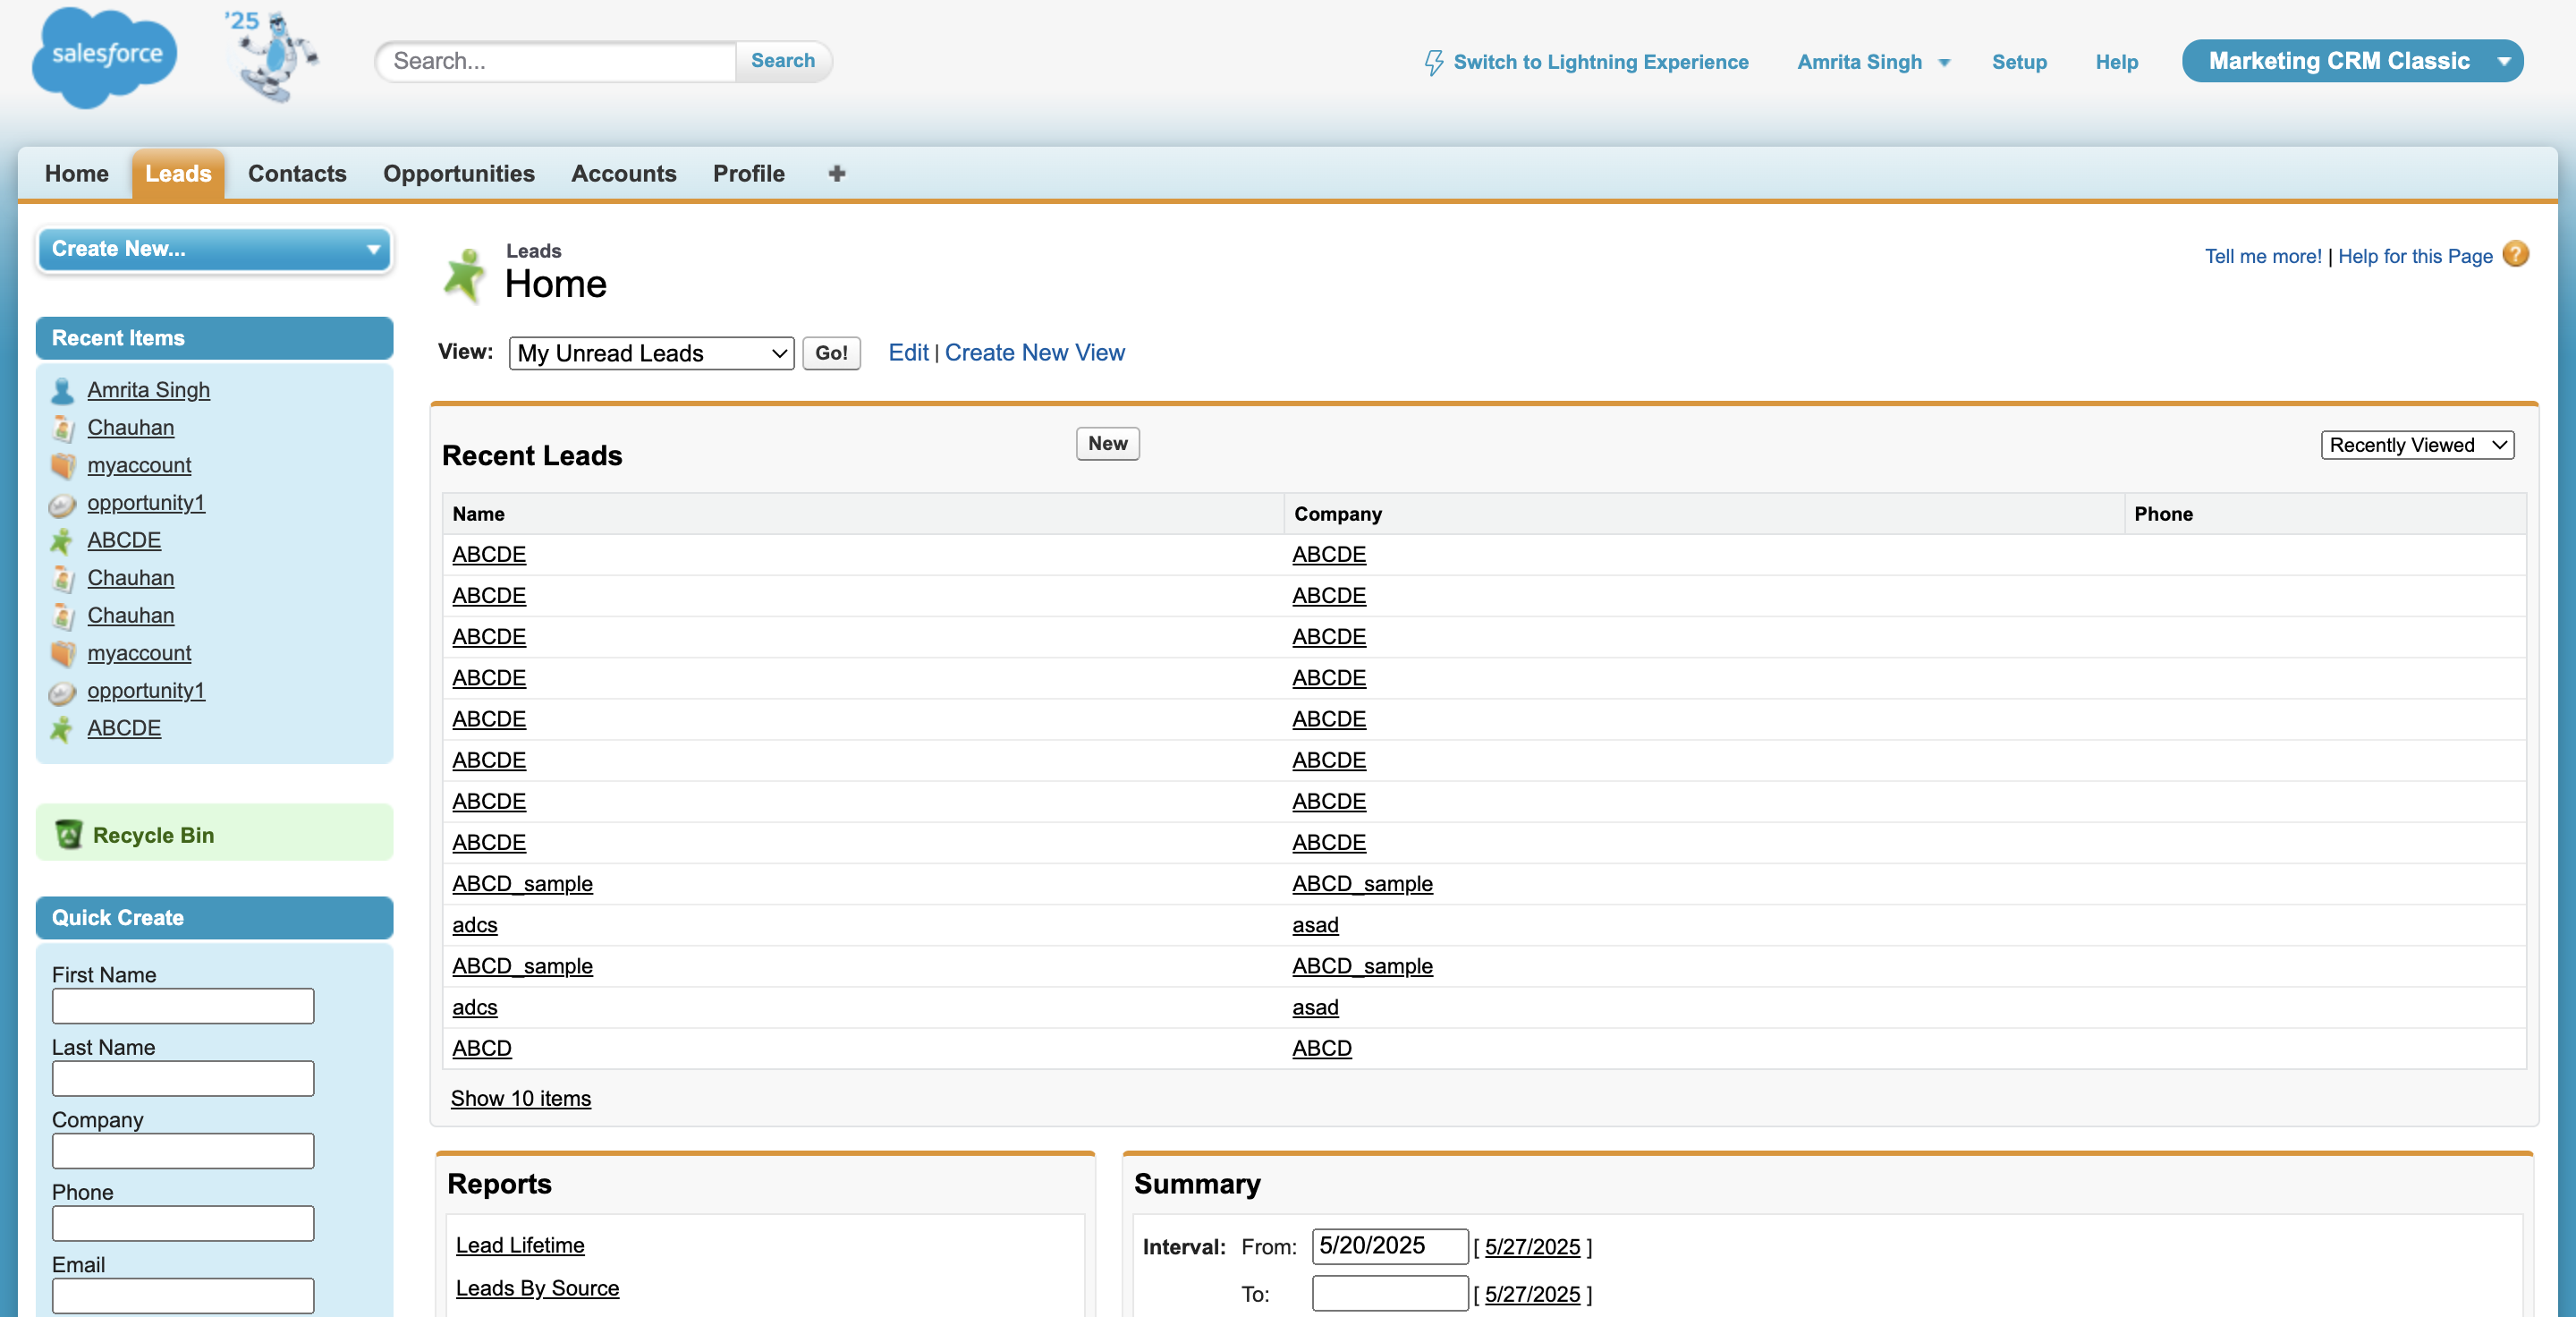 salesforce
'25
Search...
Search
Switch to Lightning Experience
Amrita Singh
Setup
Help
Marketing CRM Classic
Home
Leads
Contacts
Opportunities
Accounts
Profile
Create New...
Recent Items
Amrita Singh
Chauhan
myaccount
opportunity1
ABCDE
Chauhan
Chauhan
myaccount
opportunity1
ABCDE
Recycle Bin
Quick Create
First Name
Last Name
Company
Phone
Email
Leads
Home
Tell me more! | Help for this Page
View: My Unread Leads Go! Edit | Create New View
Recent Leads
New
Recently Viewed
Name Company Phone
ABCDE ABCDE
ABCDE ABCDE
ABCDE ABCDE
ABCDE ABCDE
ABCDE ABCDE
ABCDE ABCDE
ABCDE ABCDE
ABCDE ABCDE
ABCD_sample ABCD_sample
adcs asad
ABCD_sample ABCD_sample
adcs asad
ABCD ABCD
Show 10 items
Reports
Lead Lifetime
Leads By Source
Summary
Interval: From: 5/20/2025 [ 5/27/2025 ]
To: [ 5/27/2025 ]